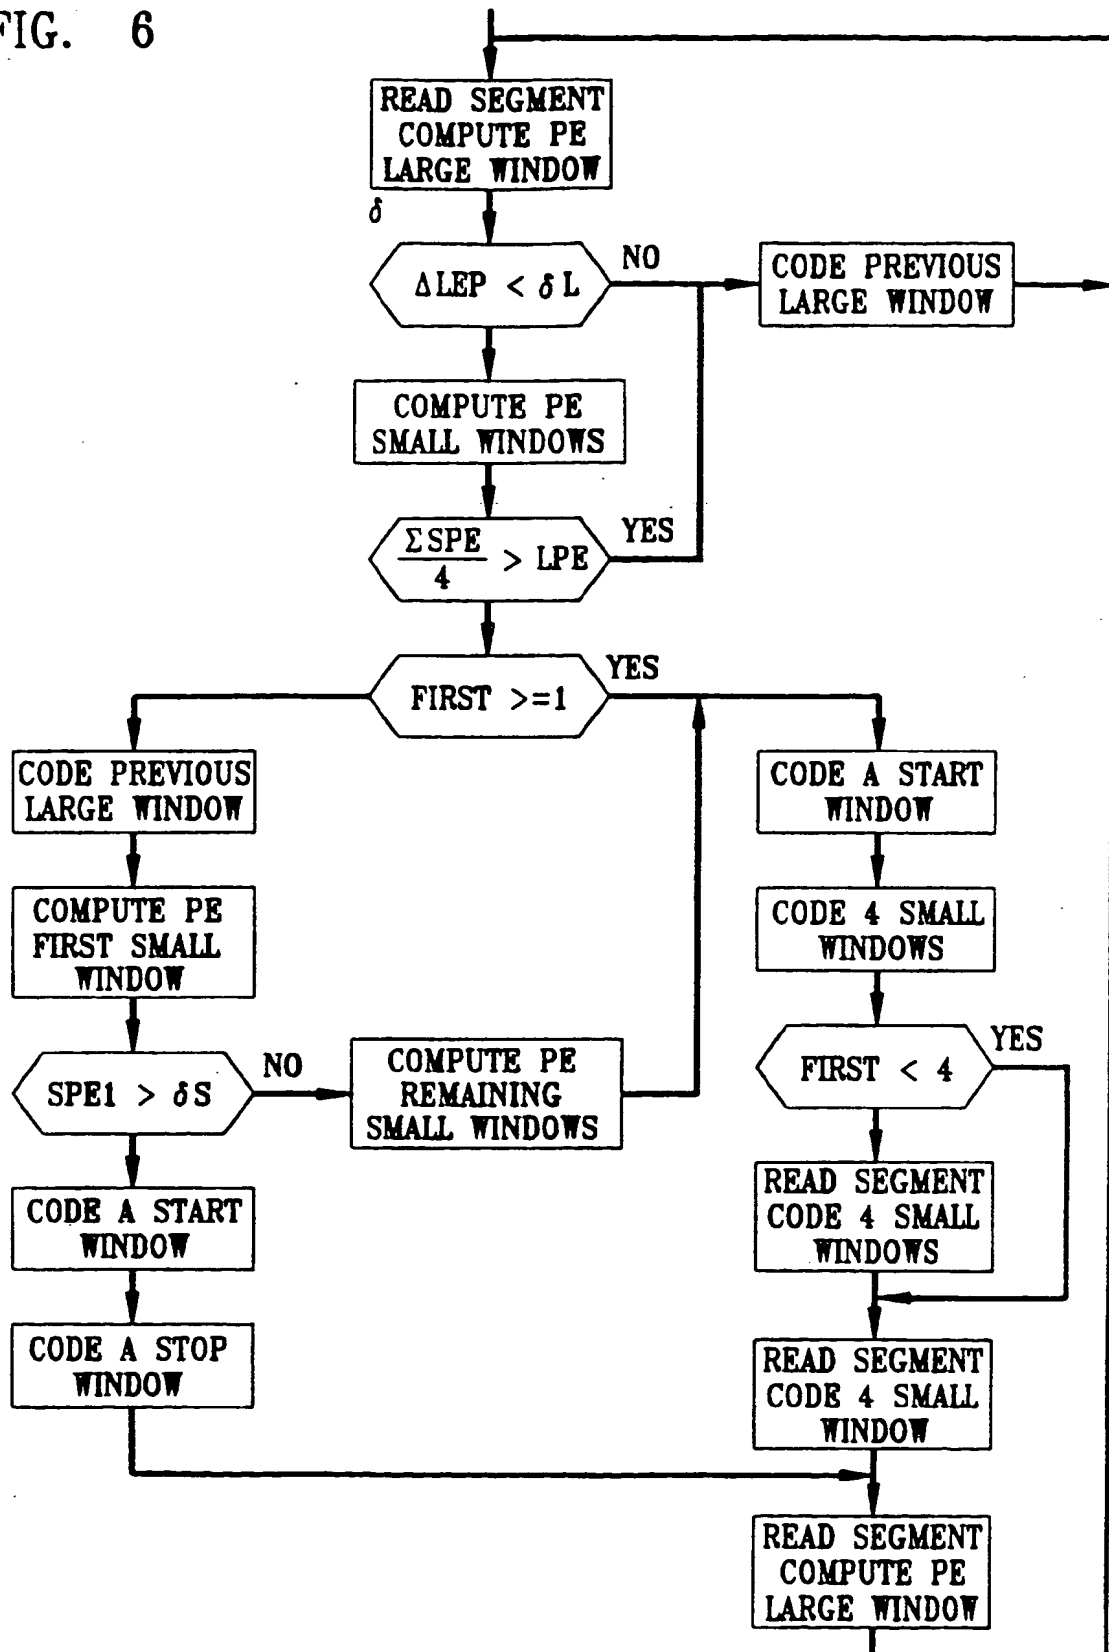 FIG. 6
READ SEGMENT
COMPUTE PE
LARGE WINDOW
δ
ΔLEP < δL
NO
CODE PREVIOUS
LARGE WINDOW
COMPUTE PE
SMALL WINDOWS
ΣSPE
4
> LPE
YES
FIRST >=1
YES
CODE PREVIOUS
LARGE WINDOW
CODE A START
WINDOW
COMPUTE PE
FIRST SMALL
WINDOW
CODE 4 SMALL
WINDOWS
SPE1 > δS
NO
COMPUTE PE
REMAINING
SMALL WINDOWS
FIRST < 4
YES
CODE A START
WINDOW
READ SEGMENT
CODE 4 SMALL
WINDOWS
CODE A STOP
WINDOW
READ SEGMENT
CODE 4 SMALL
WINDOW
READ SEGMENT
COMPUTE PE
LARGE WINDOW